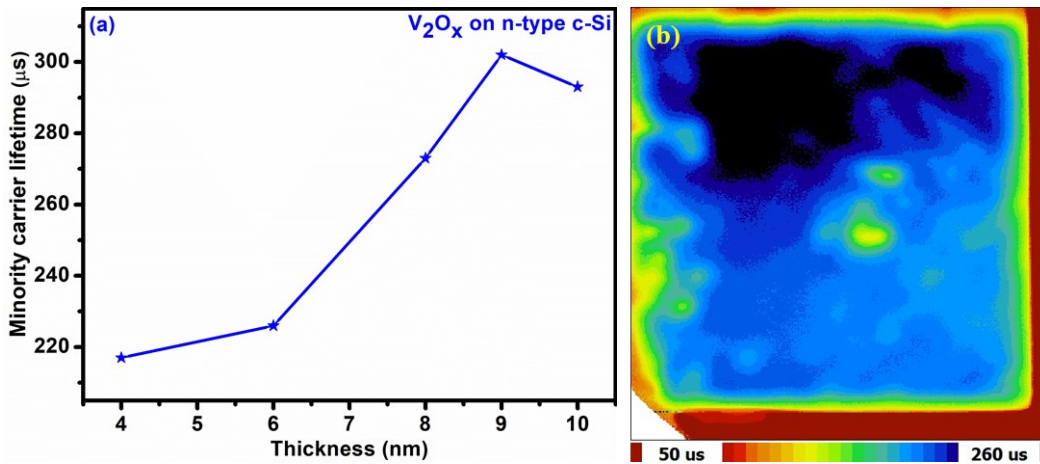 (a)
V₂Oₓ on n-type c-Si
Minority carrier lifetime (μs)
300
280
260
240
220
4 5 6 7 8 9 10
Thickness (nm)
(b)
50 us 260 us